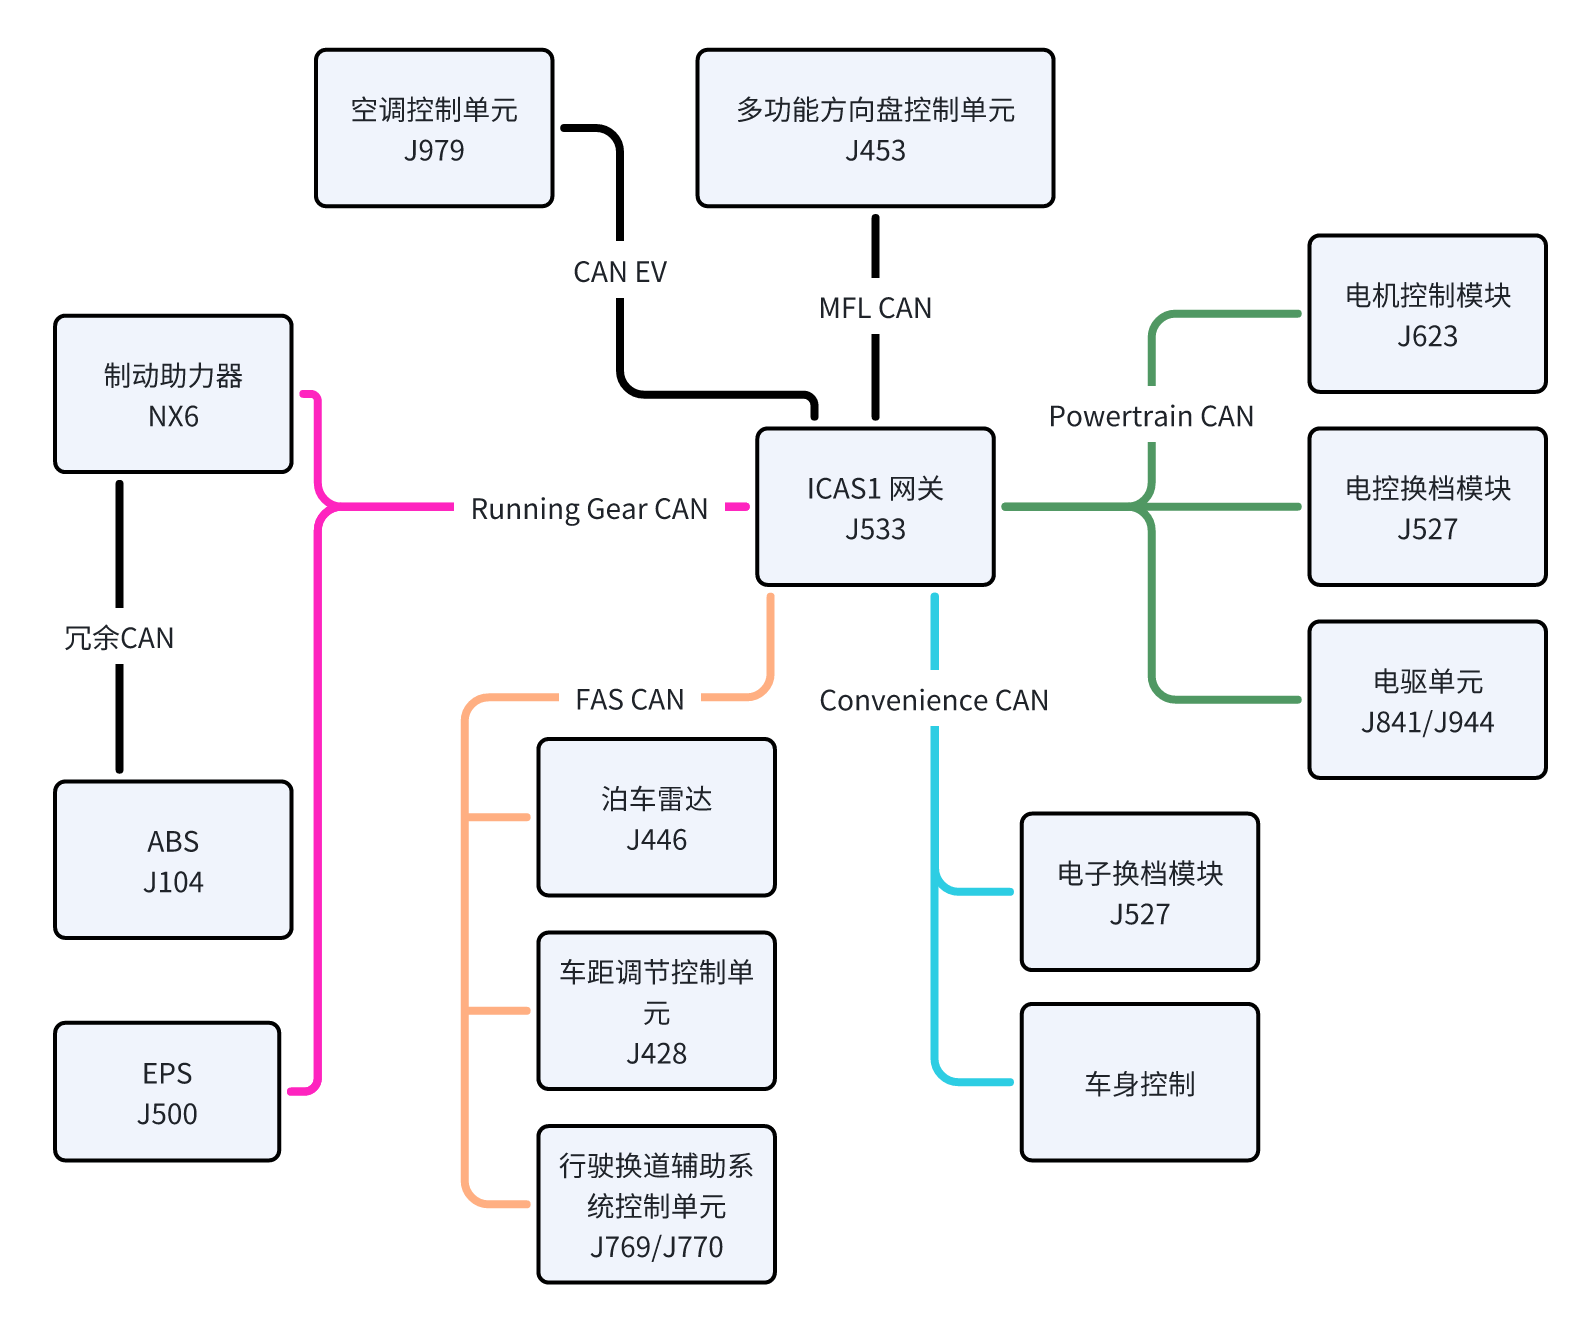 空调控制单元
J979
多功能方向盘控制单元
J453
CAN EV
MFL CAN
电机控制模块
J623
制动助力器
NX6
Powertrain CAN
ICAS1 网关
J533
电控换档模块
J527
Running Gear CAN
冗余CAN
FAS CAN
Convenience CAN
电驱单元
J841/J944
泊车雷达
J446
ABS
J104
电子换档模块
J527
车距调节控制单
元
J428
EPS
J500
车身控制
行驶换道辅助系
统控制单元
J769/J770